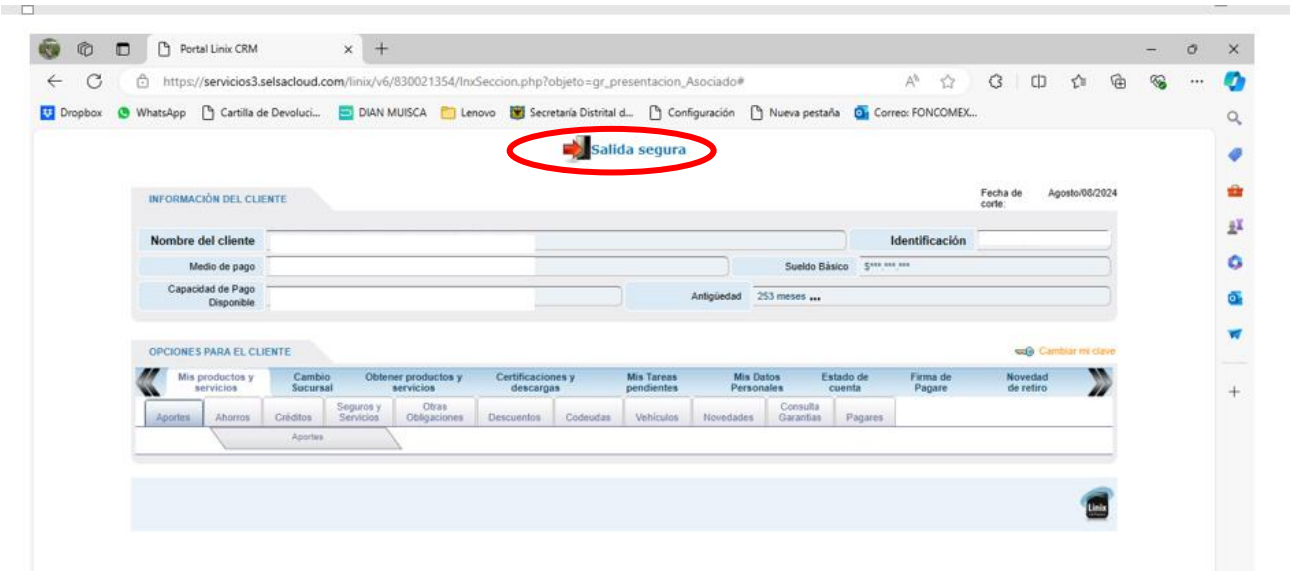 Portal Linix CRM
https://servicios3.selsacloud.com/linix/v6/830021354/lnxSeccion.php?objeto=gr_presentacion_Asociado#
Dropbox WhatsApp Cartilla de Devoluci... DIAN MUISCA Lenovo Secretaría Distrital d... Configuración Nueva pestaña Correo: FONCOMEX...
Salida segura
INFORMACIÓN DEL CLIENTE
Fecha de corte: Agosto/08/2024
Nombre del cliente Identificación
Medio de pago Sueldo Básico $***.***.***
Capacidad de Pago Disponible Antigüedad 253 meses ...
OPCIONES PARA EL CLIENTE Cambiar mi clave
Mis productos y servicios Cambio Sucursal Obtener productos y servicios Certificaciones y descargas Mis Tareas pendientes Mis Datos Personales Estado de cuenta Firma de Pagare Novedad de retiro
Aportes Ahorros Créditos Seguros y Servicios Otras Obligaciones Descuentos Codeudas Vehículos Novedades Consulta Garantias Pagares
Aportes
Linix